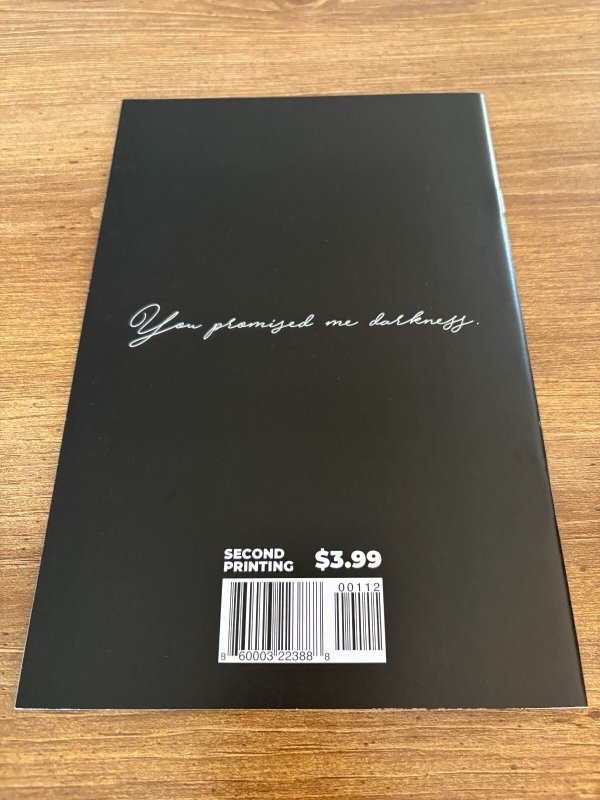 You promised me darkness.
SECOND
PRINTING
$3.99
00112
8 60003 22388 8